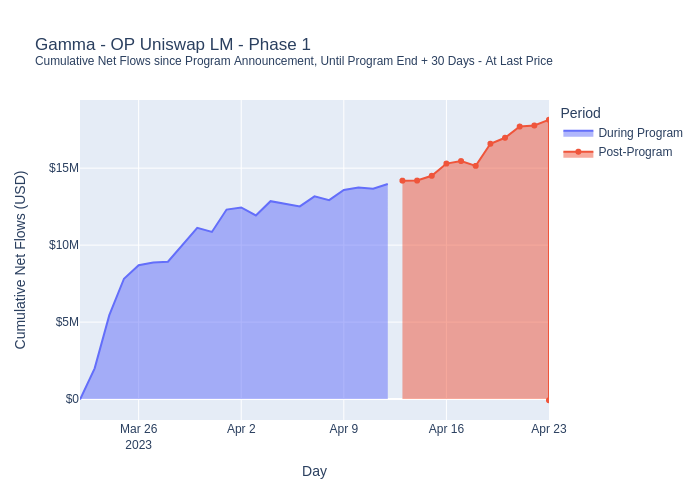 Gamma - OP Uniswap LM - Phase 1
Cumulative Net Flows since Program Announcement, Until Program End + 30 Days - At Last Price
Period
During Program
Post-Program
Cumulative Net Flows (USD)
$15M
$10M
$5M
$0
Mar 26
2023
Apr 2
Apr 9
Apr 16
Apr 23
Day